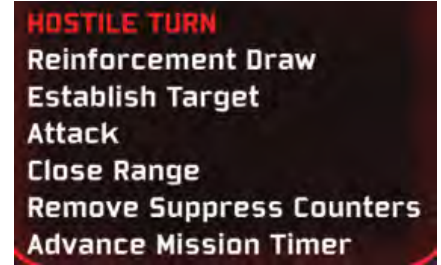 HOSTILE TURN
Reinforcement Draw
Establish Target
Attack
Close Range
Remove Suppress Counters
Advance Mission Timer